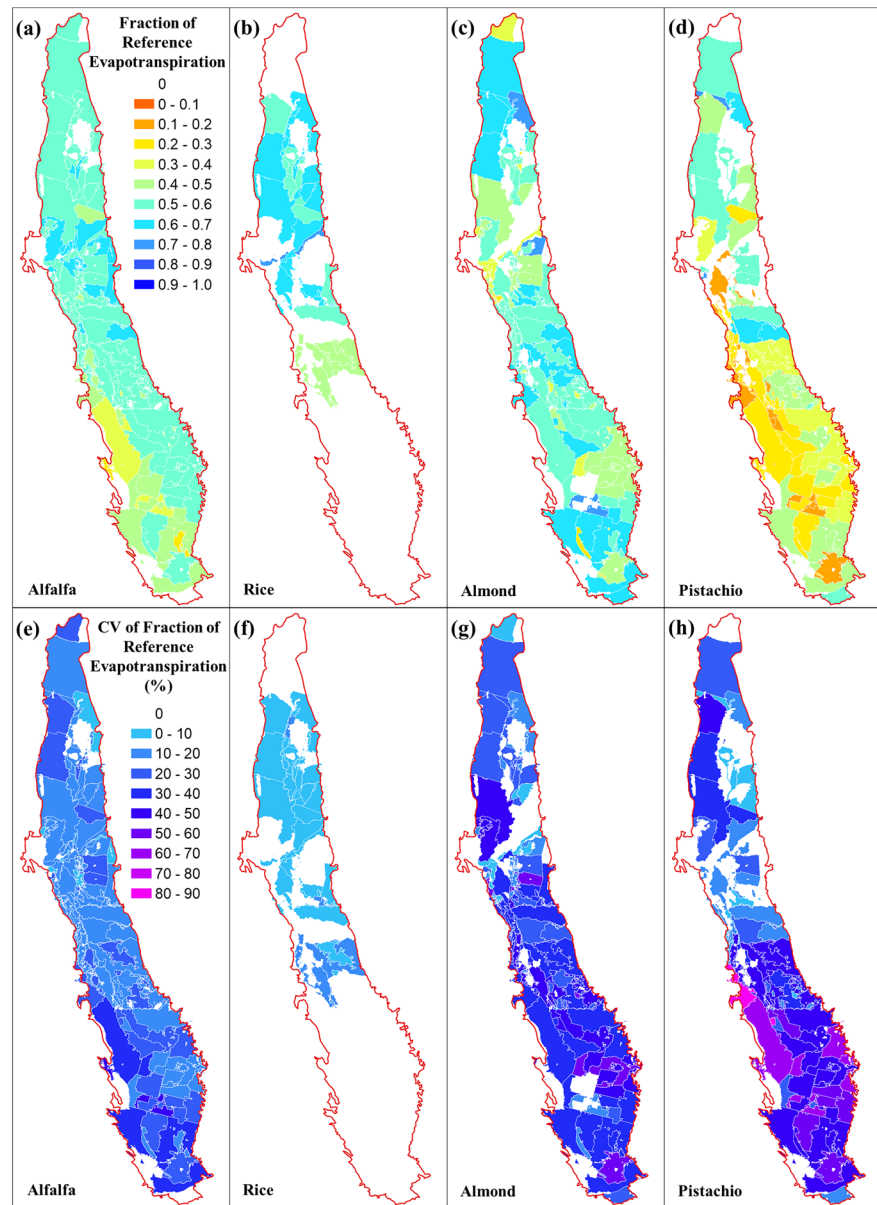 (a)
Fraction of
Reference
Evapotranspiration
0
0 - 0.1
0.1 - 0.2
0.2 - 0.3
0.3 - 0.4
0.4 - 0.5
0.5 - 0.6
0.6 - 0.7
0.7 - 0.8
0.8 - 0.9
0.9 - 1.0
Alfalfa
(b)
Rice
(c)
Almond
(d)
Pistachio
(e)
CV of Fraction of
Reference
Evapotranspiration
(%)
0
0 - 10
10 - 20
20 - 30
30 - 40
40 - 50
50 - 60
60 - 70
70 - 80
80 - 90
Alfalfa
(f)
Rice
(g)
Almond
(h)
Pistachio